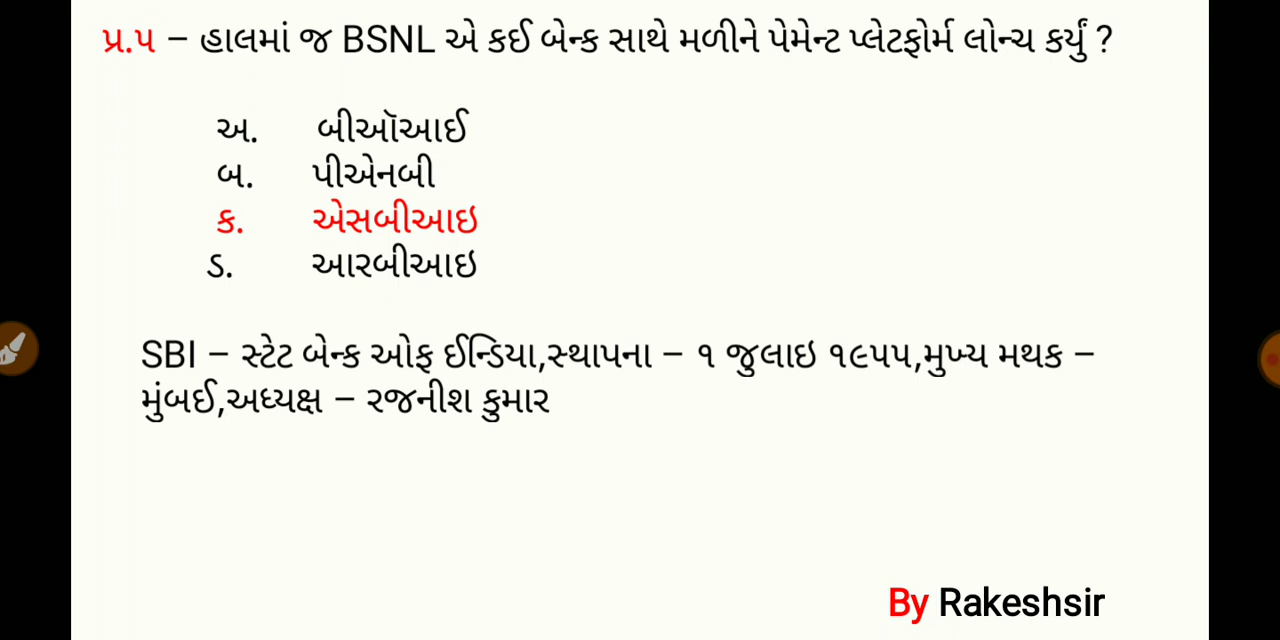 પ્ર.૫ – હાલમાં જ BSNL એ કઈ બેન્ક સાથે મળીને પેમેન્ટ પ્લેટફોર્મ લોન્ચ કર્યું ?
અ. બીઑઆઈ
બ. પીએનબી
ક. એસબીઆઇ
ડ. આરબીઆઇ
SBI – સ્ટેટ બેન્ક ઓફ ઈન્ડિયા,સ્થાપના – ૧ જુલાઇ ૧૯૫૫,મુખ્ય મથક –
મુંબઈ,અધ્યક્ષ – રજનીશ કુમાર
By Rakeshsir